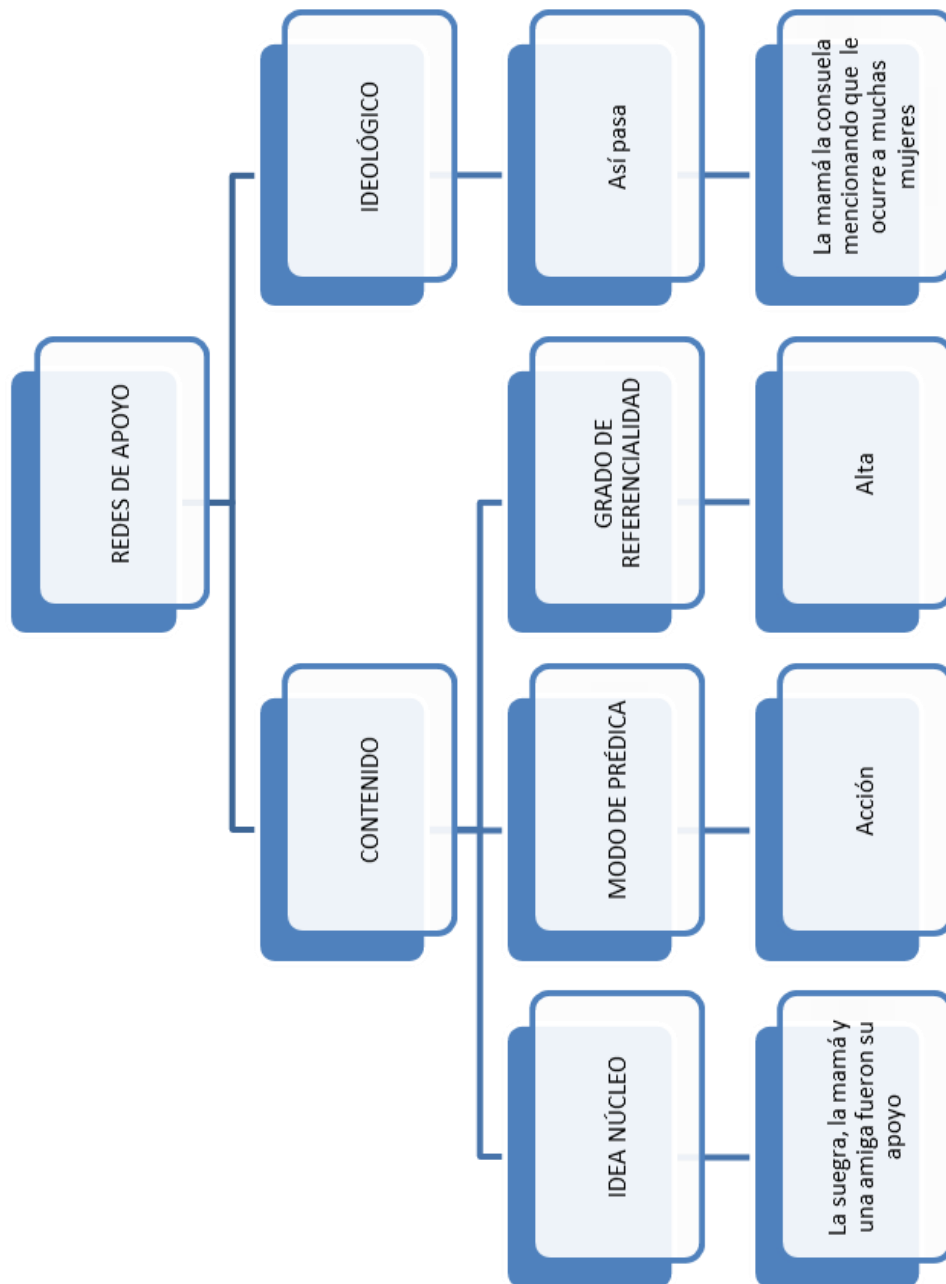 REDES DE APOYO
CONTENIDO
IDEOLÓGICO
IDEA NÚCLEO
MODO DE PRÉDICA
GRADO DE
REFERENCIALIDAD
Así pasa
La suegra, la mamá y
una amiga fueron su
apoyo
Acción
Alta
La mamá la consuela
mencionando que le
ocurre a muchas
mujeres